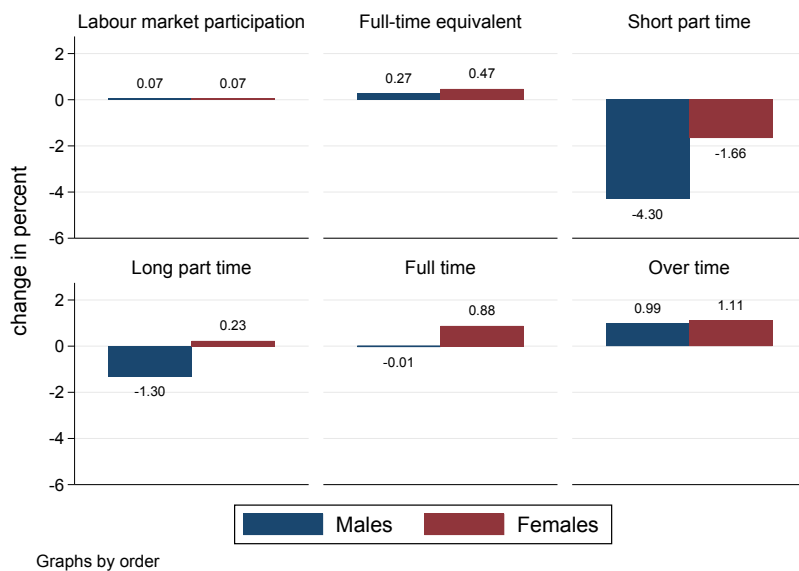 Labour market participation
Full-time equivalent
Short part time
change in percent
2
0
-2
-4
-6
0.07
0.07
0.27
0.47
-4.30
-1.66
Long part time
Full time
Over time
2
0
-2
-4
-6
-1.30
0.23
-0.01
0.88
0.99
1.11
Males
Females
Graphs by order